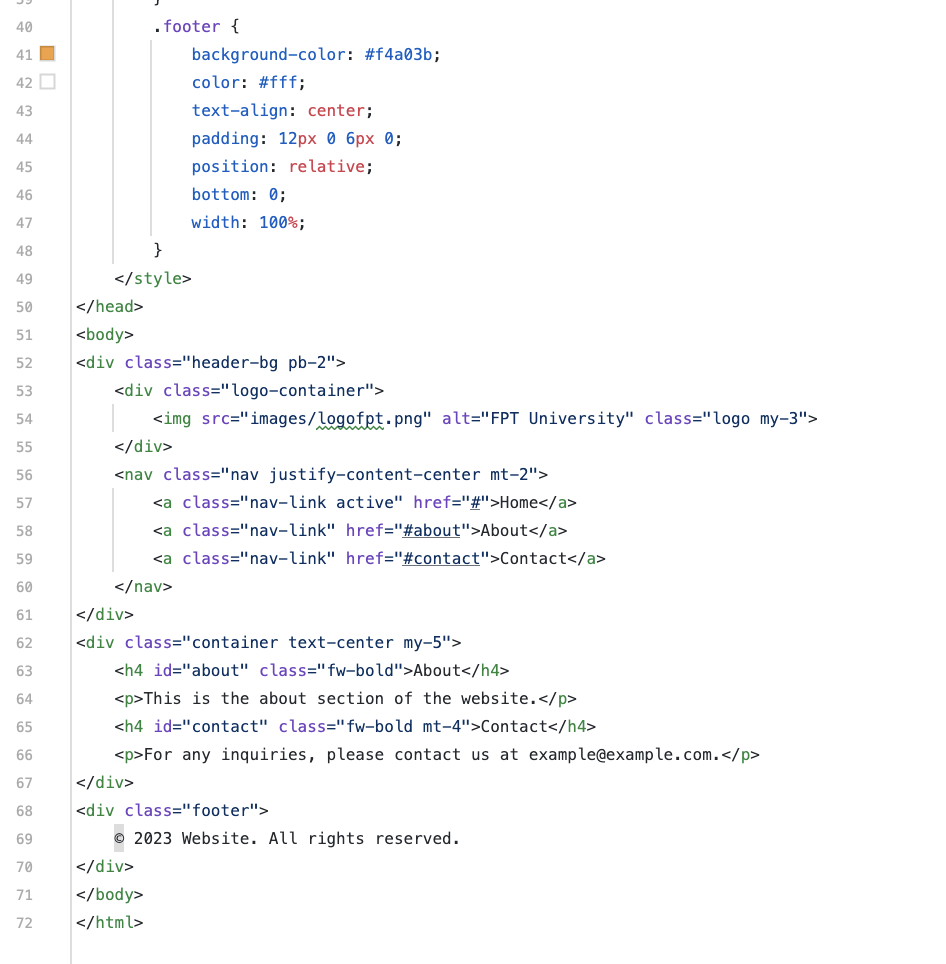 39 }
40 .footer {
41 background-color: #f4a03b;
42 color: #fff;
43 text-align: center;
44 padding: 12px 0 6px 0;
45 position: relative;
46 bottom: 0;
47 width: 100%;
48 }
49 </style>
50 </head>
51 <body>
52 <div class="header-bg pb-2">
53 <div class="logo-container">
54 <img src="images/logofpt.png" alt="FPT University" class="logo my-3">
55 </div>
56 <nav class="nav justify-content-center mt-2">
57 <a class="nav-link active" href="#">Home</a>
58 <a class="nav-link" href="#about">About</a>
59 <a class="nav-link" href="#contact">Contact</a>
60 </nav>
61 </div>
62 <div class="container text-center my-5">
63 <h4 id="about" class="fw-bold">About</h4>
64 <p>This is the about section of the website.</p>
65 <h4 id="contact" class="fw-bold mt-4">Contact</h4>
66 <p>For any inquiries, please contact us at example@example.com.</p>
67 </div>
68 <div class="footer">
69 © 2023 Website. All rights reserved.
70 </div>
71 </body>
72 </html>